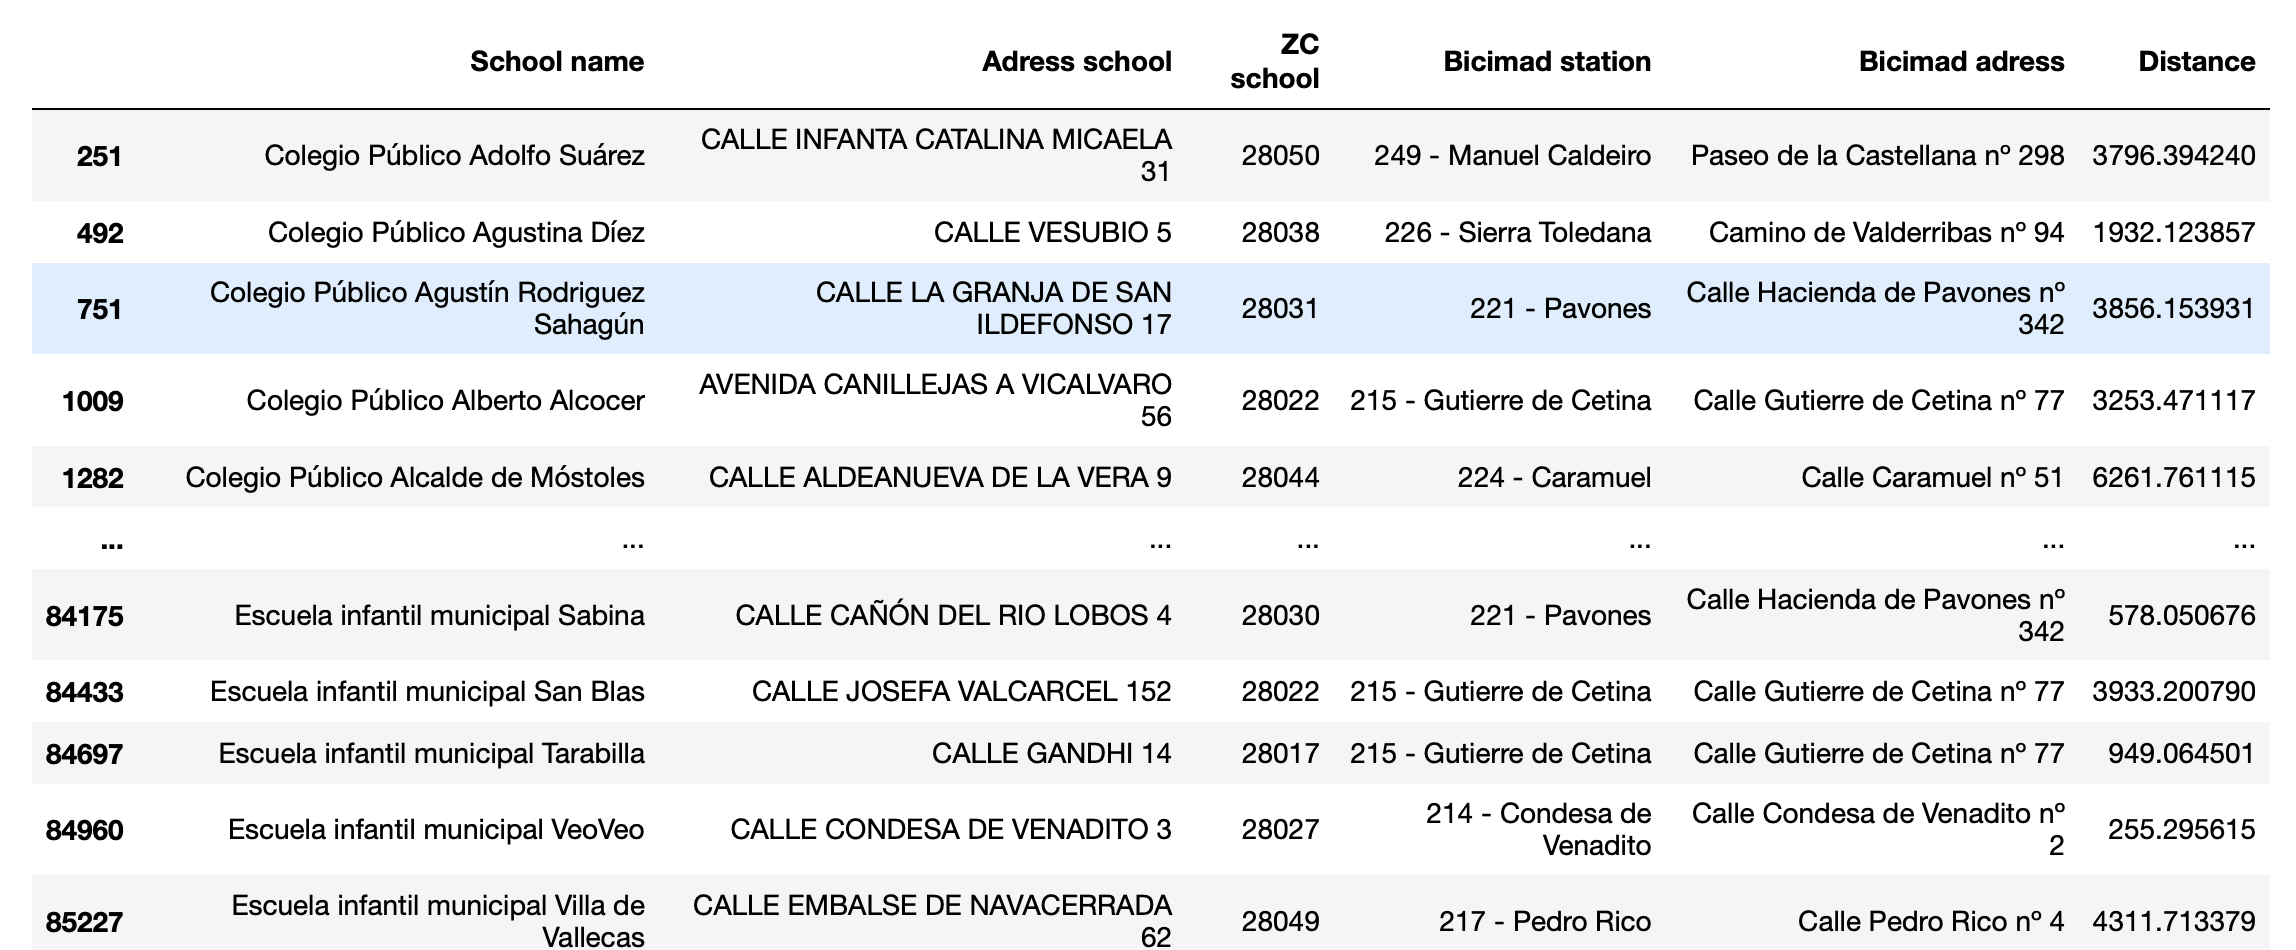 School name Adress school ZC school Bicimad station Bicimad adress Distance
251 Colegio Público Adolfo Suárez CALLE INFANTA CATALINA MICAELA 31 28050 249 - Manuel Caldeiro Paseo de la Castellana nº 298 3796.394240
492 Colegio Público Agustina Díez CALLE VESUBIO 5 28038 226 - Sierra Toledana Camino de Valderribas nº 94 1932.123857
751 Colegio Público Agustín Rodriguez Sahagún CALLE LA GRANJA DE SAN ILDEFONSO 17 28031 221 - Pavones Calle Hacienda de Pavones nº 342 3856.153931
1009 Colegio Público Alberto Alcocer AVENIDA CANILLEJAS A VICALVARO 56 28022 215 - Gutierre de Cetina Calle Gutierre de Cetina nº 77 3253.471117
1282 Colegio Público Alcalde de Móstoles CALLE ALDEANUEVA DE LA VERA 9 28044 224 - Caramuel Calle Caramuel nº 51 6261.761115
... ... ... ... ... ... ...
84175 Escuela infantil municipal Sabina CALLE CAÑÓN DEL RIO LOBOS 4 28030 221 - Pavones Calle Hacienda de Pavones nº 342 578.050676
84433 Escuela infantil municipal San Blas CALLE JOSEFA VALCARCEL 152 28022 215 - Gutierre de Cetina Calle Gutierre de Cetina nº 77 3933.200790
84697 Escuela infantil municipal Tarabilla CALLE GANDHI 14 28017 215 - Gutierre de Cetina Calle Gutierre de Cetina nº 77 949.064501
84960 Escuela infantil municipal VeoVeo CALLE CONDESA DE VENADITO 3 28027 214 - Condesa de Venadito Calle Condesa de Venadito nº 2 255.295615
85227 Escuela infantil municipal Villa de Vallecas CALLE EMBALSE DE NAVACERRADA 62 28049 217 - Pedro Rico Calle Pedro Rico nº 4 4311.713379